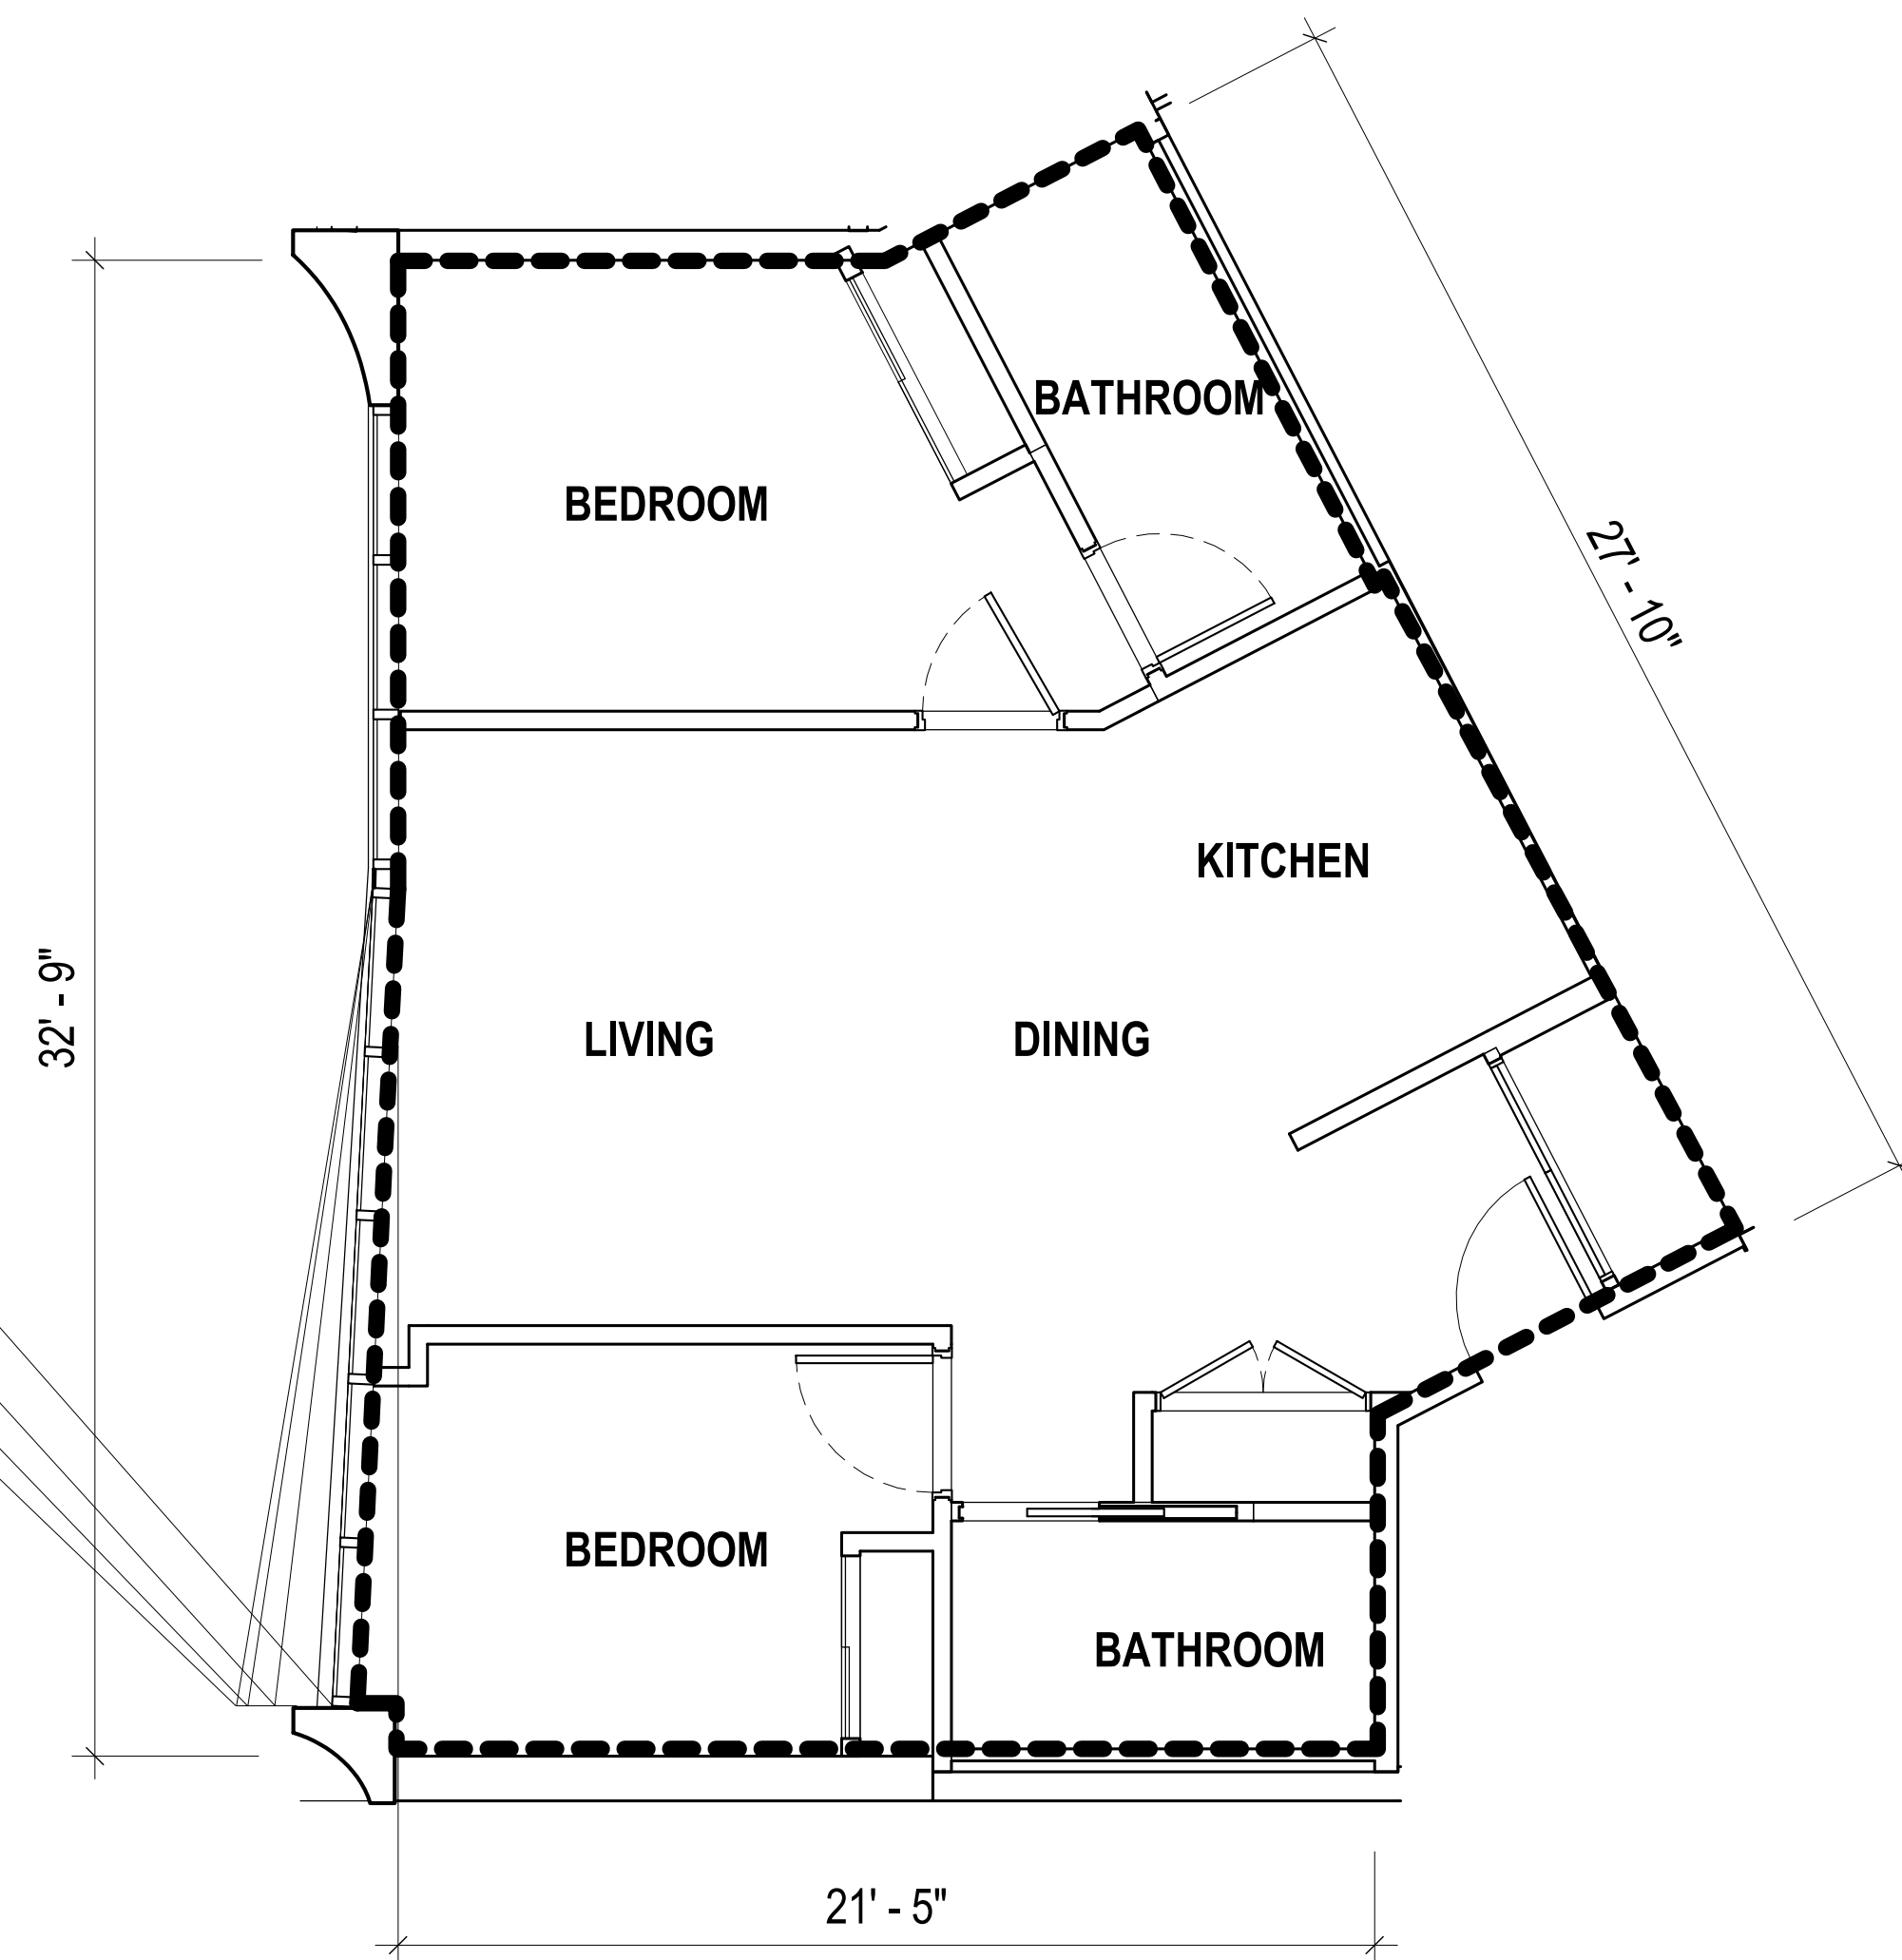 BATHROOM
BEDROOM
27' - 10"
KITCHEN
32' - 9"
LIVING
DINING
BEDROOM
BATHROOM
21' - 5"